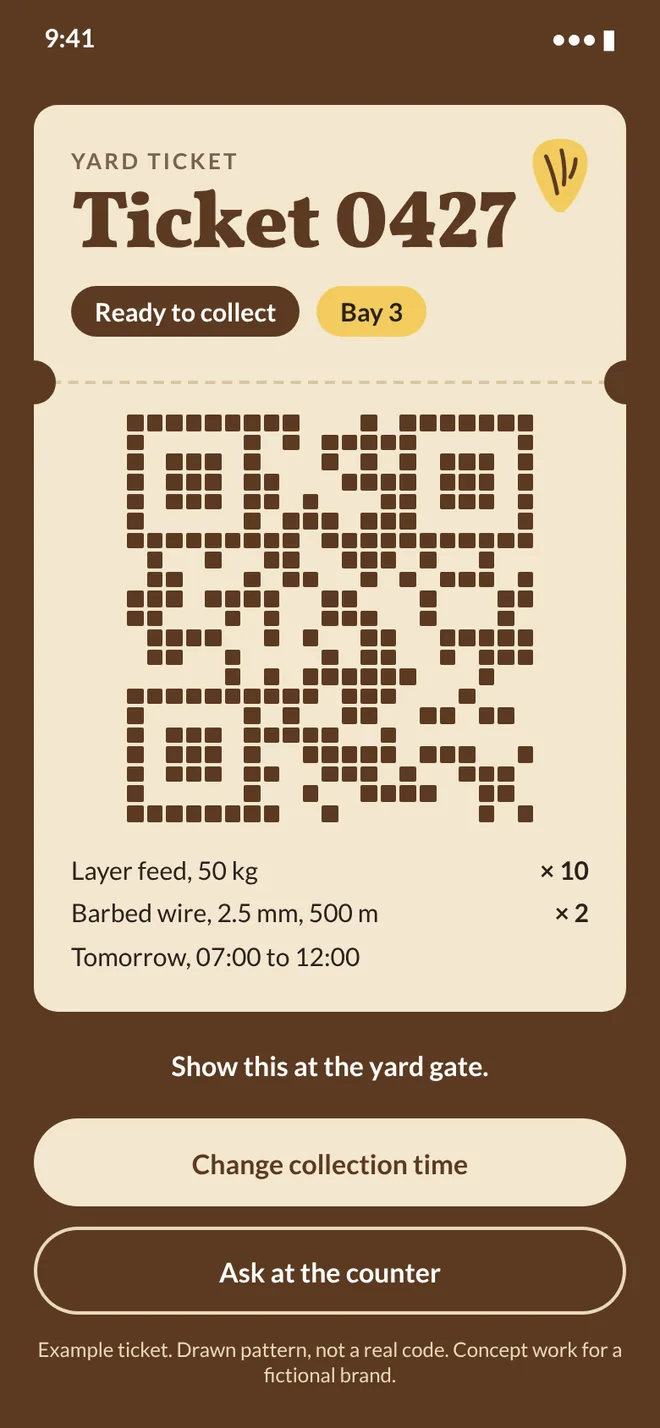 9:41
YARD TICKET
Ticket 0427
Ready to collect
Bay 3
Layer feed, 50 kg × 10
Barbed wire, 2.5 mm, 500 m × 2
Tomorrow, 07:00 to 12:00
Show this at the yard gate.
Change collection time
Ask at the counter
Example ticket. Drawn pattern, not a real code. Concept work for a
fictional brand.